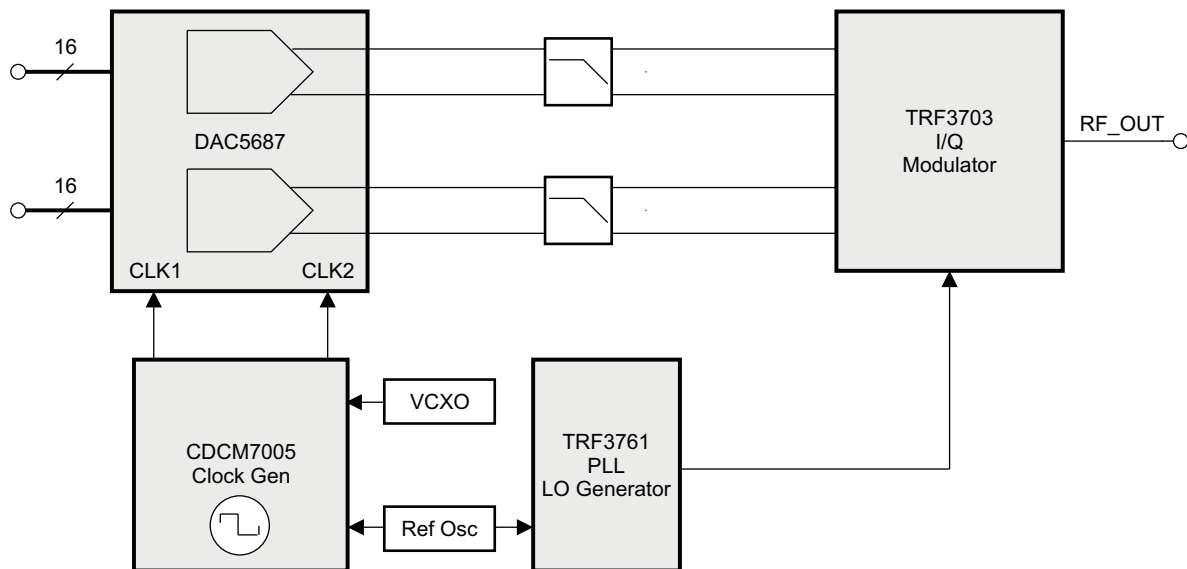 16
DAC5687
16
CLK1
CLK2
TRF3703
I/Q
Modulator
RF_OUT
CDCM7005
Clock Gen
VCXO
Ref Osc
TRF3761
PLL
LO Generator